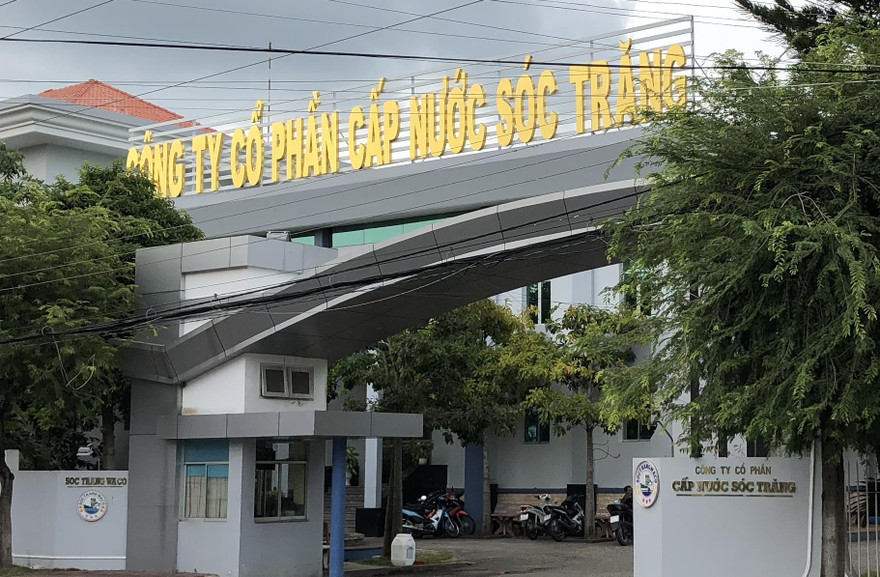 CÔNG TY CỔ PHẦN CẤP NƯỚC SÓC TRĂNG
SOC TRANG WACO
CÔNG TY CỔ PHẦN
CẤP NƯỚC SÓC TRĂNG